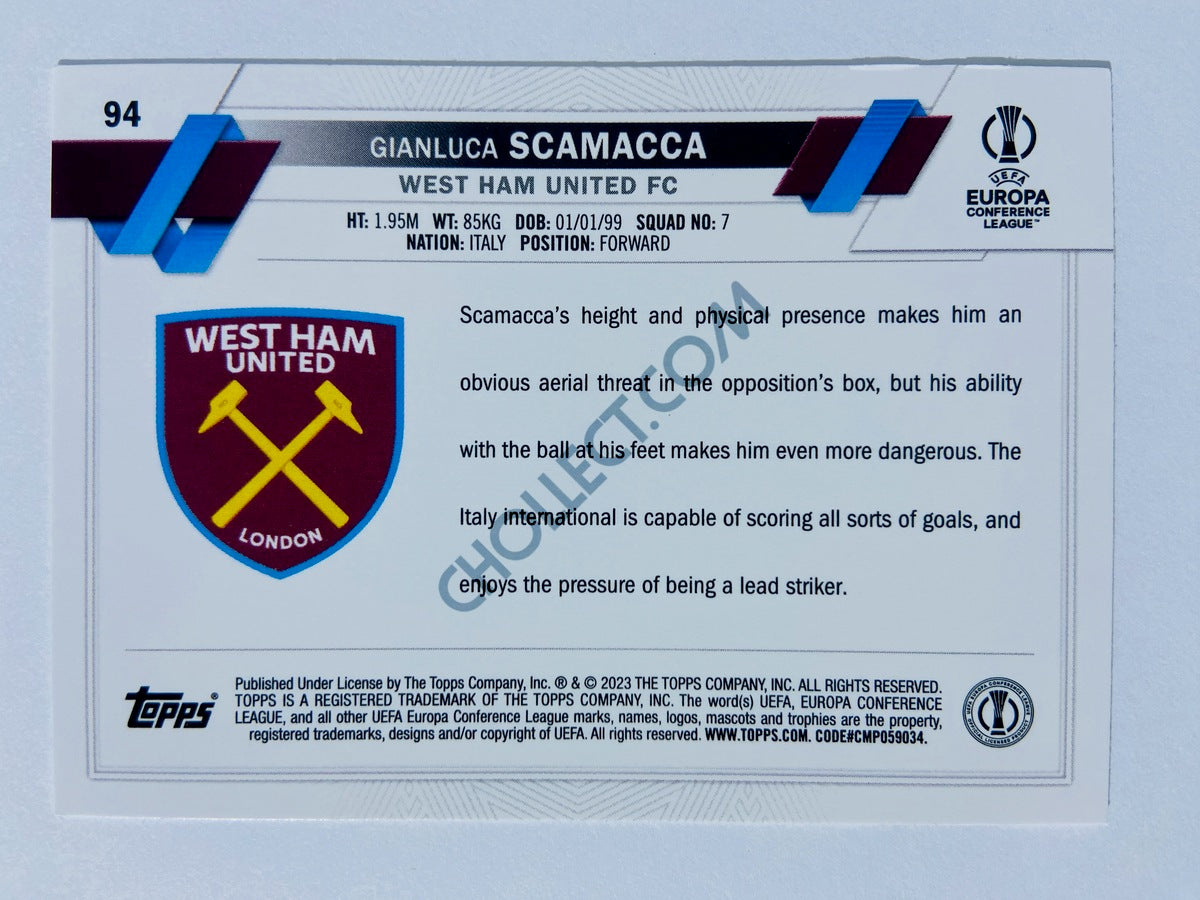 94
GIANLUCA SCAMACCA
WEST HAM UNITED FC
HT: 1.95M WT: 85KG DOB: 01/01/99 SQUAD NO: 7
NATION: ITALY POSITION: FORWARD
UEFA
EUROPA
CONFERENCE
LEAGUE™
WEST HAM
UNITED
LONDON
Scamacca's height and physical presence makes him an
obvious aerial threat in the opposition's box, but his ability
with the ball at his feet makes him even more dangerous. The
Italy international is capable of scoring all sorts of goals, and
enjoys the pressure of being a lead striker.
CHOLLECT.COM
Topps®
Published Under License by The Topps Company, Inc. ® & © 2023 THE TOPPS COMPANY, INC. ALL RIGHTS RESERVED.
TOPPS IS A REGISTERED TRADEMARK OF THE TOPPS COMPANY, INC. The word(s) UEFA, EUROPA CONFERENCE
LEAGUE, and all other UEFA Europa Conference League marks, names, logos, mascots and trophies are the property,
registered trademarks, designs and/or copyright of UEFA. All rights reserved. WWW.TOPPS.COM. CODE#CMP059034.